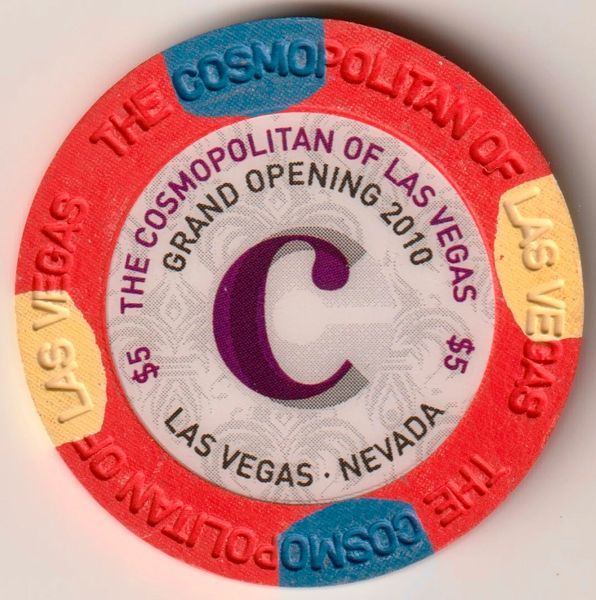 THE COSMOPOLITAN OF LAS VEGAS
THE COSMOPOLITAN OF LAS VEGAS
THE COSMOPOLITAN OF LAS VEGAS
GRAND OPENING 2010
C
$5
$5
LAS VEGAS · NEVADA